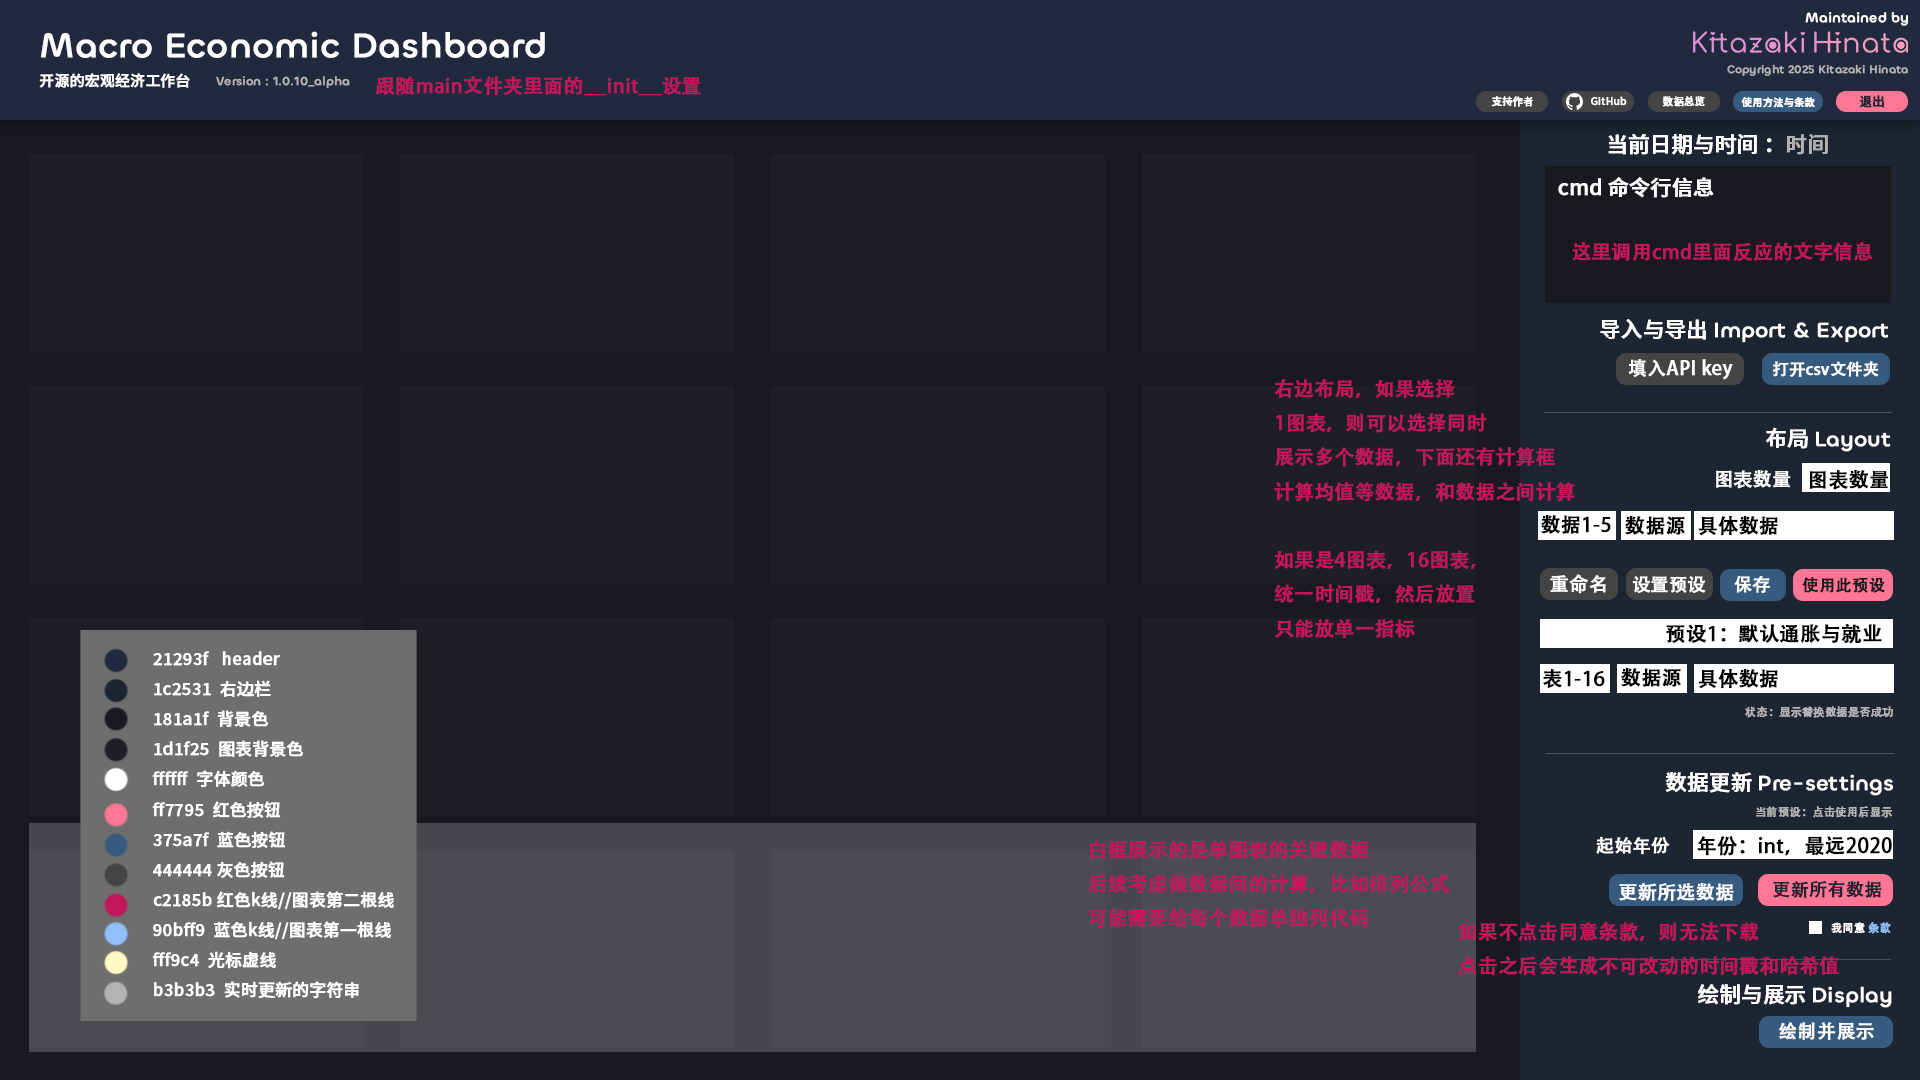 Macro Economic Dashboard
开源的宏观经济工作台
Version : 1.0.10_alpha
跟随main文件夹里面的__init__设置
Maintained by
Kitazaki Hinata
Copyright 2025 Kitazaki Hinata
支持作者
GitHub
数据总览
使用方法与条款
退出
当前日期与时间： 时间
cmd 命令行信息
这里调用cmd里面反应的文字信息
导入与导出 Import & Export
填入API key
打开csv文件夹
右边布局，如果选择
1图表，则可以选择同时
展示多个数据，下面还有计算框
计算均值等数据，和数据之间计算
如果是4图表，16图表,
统一时间戳，然后放置
只能放单一指标
布局 Layout
图表数量
图表数量
数据1-5
数据源
具体数据
重命名
设置预设
保存
使用此预设
预设1：默认通胀与就业
表1-16
数据源
具体数据
状态：显示替换数据是否成功
21293f header
1c2531 右边栏
181a1f 背景色
1d1f25 图表背景色
ffffff 字体颜色
ff7795 红色按钮
375a7f 蓝色按钮
444444 灰色按钮
c2185b 红色k线//图表第二根线
90bff9 蓝色k线//图表第一根线
fff9c4 光标虚线
b3b3b3 实时更新的字符串
白框展示的是单图表的关键数据
后续考虑做数据间的计算，比如排列公式
可能需要给每个数据单独列代码
数据更新 Pre-settings
当前预设：点击使用后显示
起始年份
年份：int，最远2020
更新所选数据
更新所有数据
我同意 条款
如果不点击同意条款，则无法下载
点击之后会生成不可改动的时间戳和哈希值
绘制与展示 Display
绘制并展示